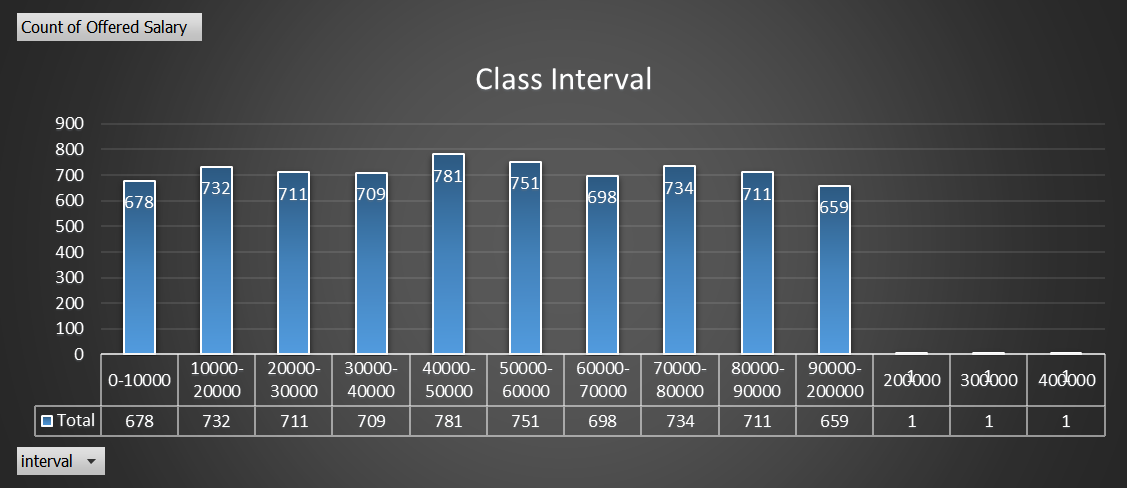 Count of Offered Salary
Class Interval
900
800
700
600
500
400
300
200
100
0
678 732 711 709 781 751 698 734 711 659 1 1 1
0-10000 10000- 20000- 30000- 40000- 50000- 60000- 70000- 80000- 90000- 200000 300000 400000
20000 30000 40000 50000 60000 70000 80000 90000 200000
Total 678 732 711 709 781 751 698 734 711 659 1 1 1
interval